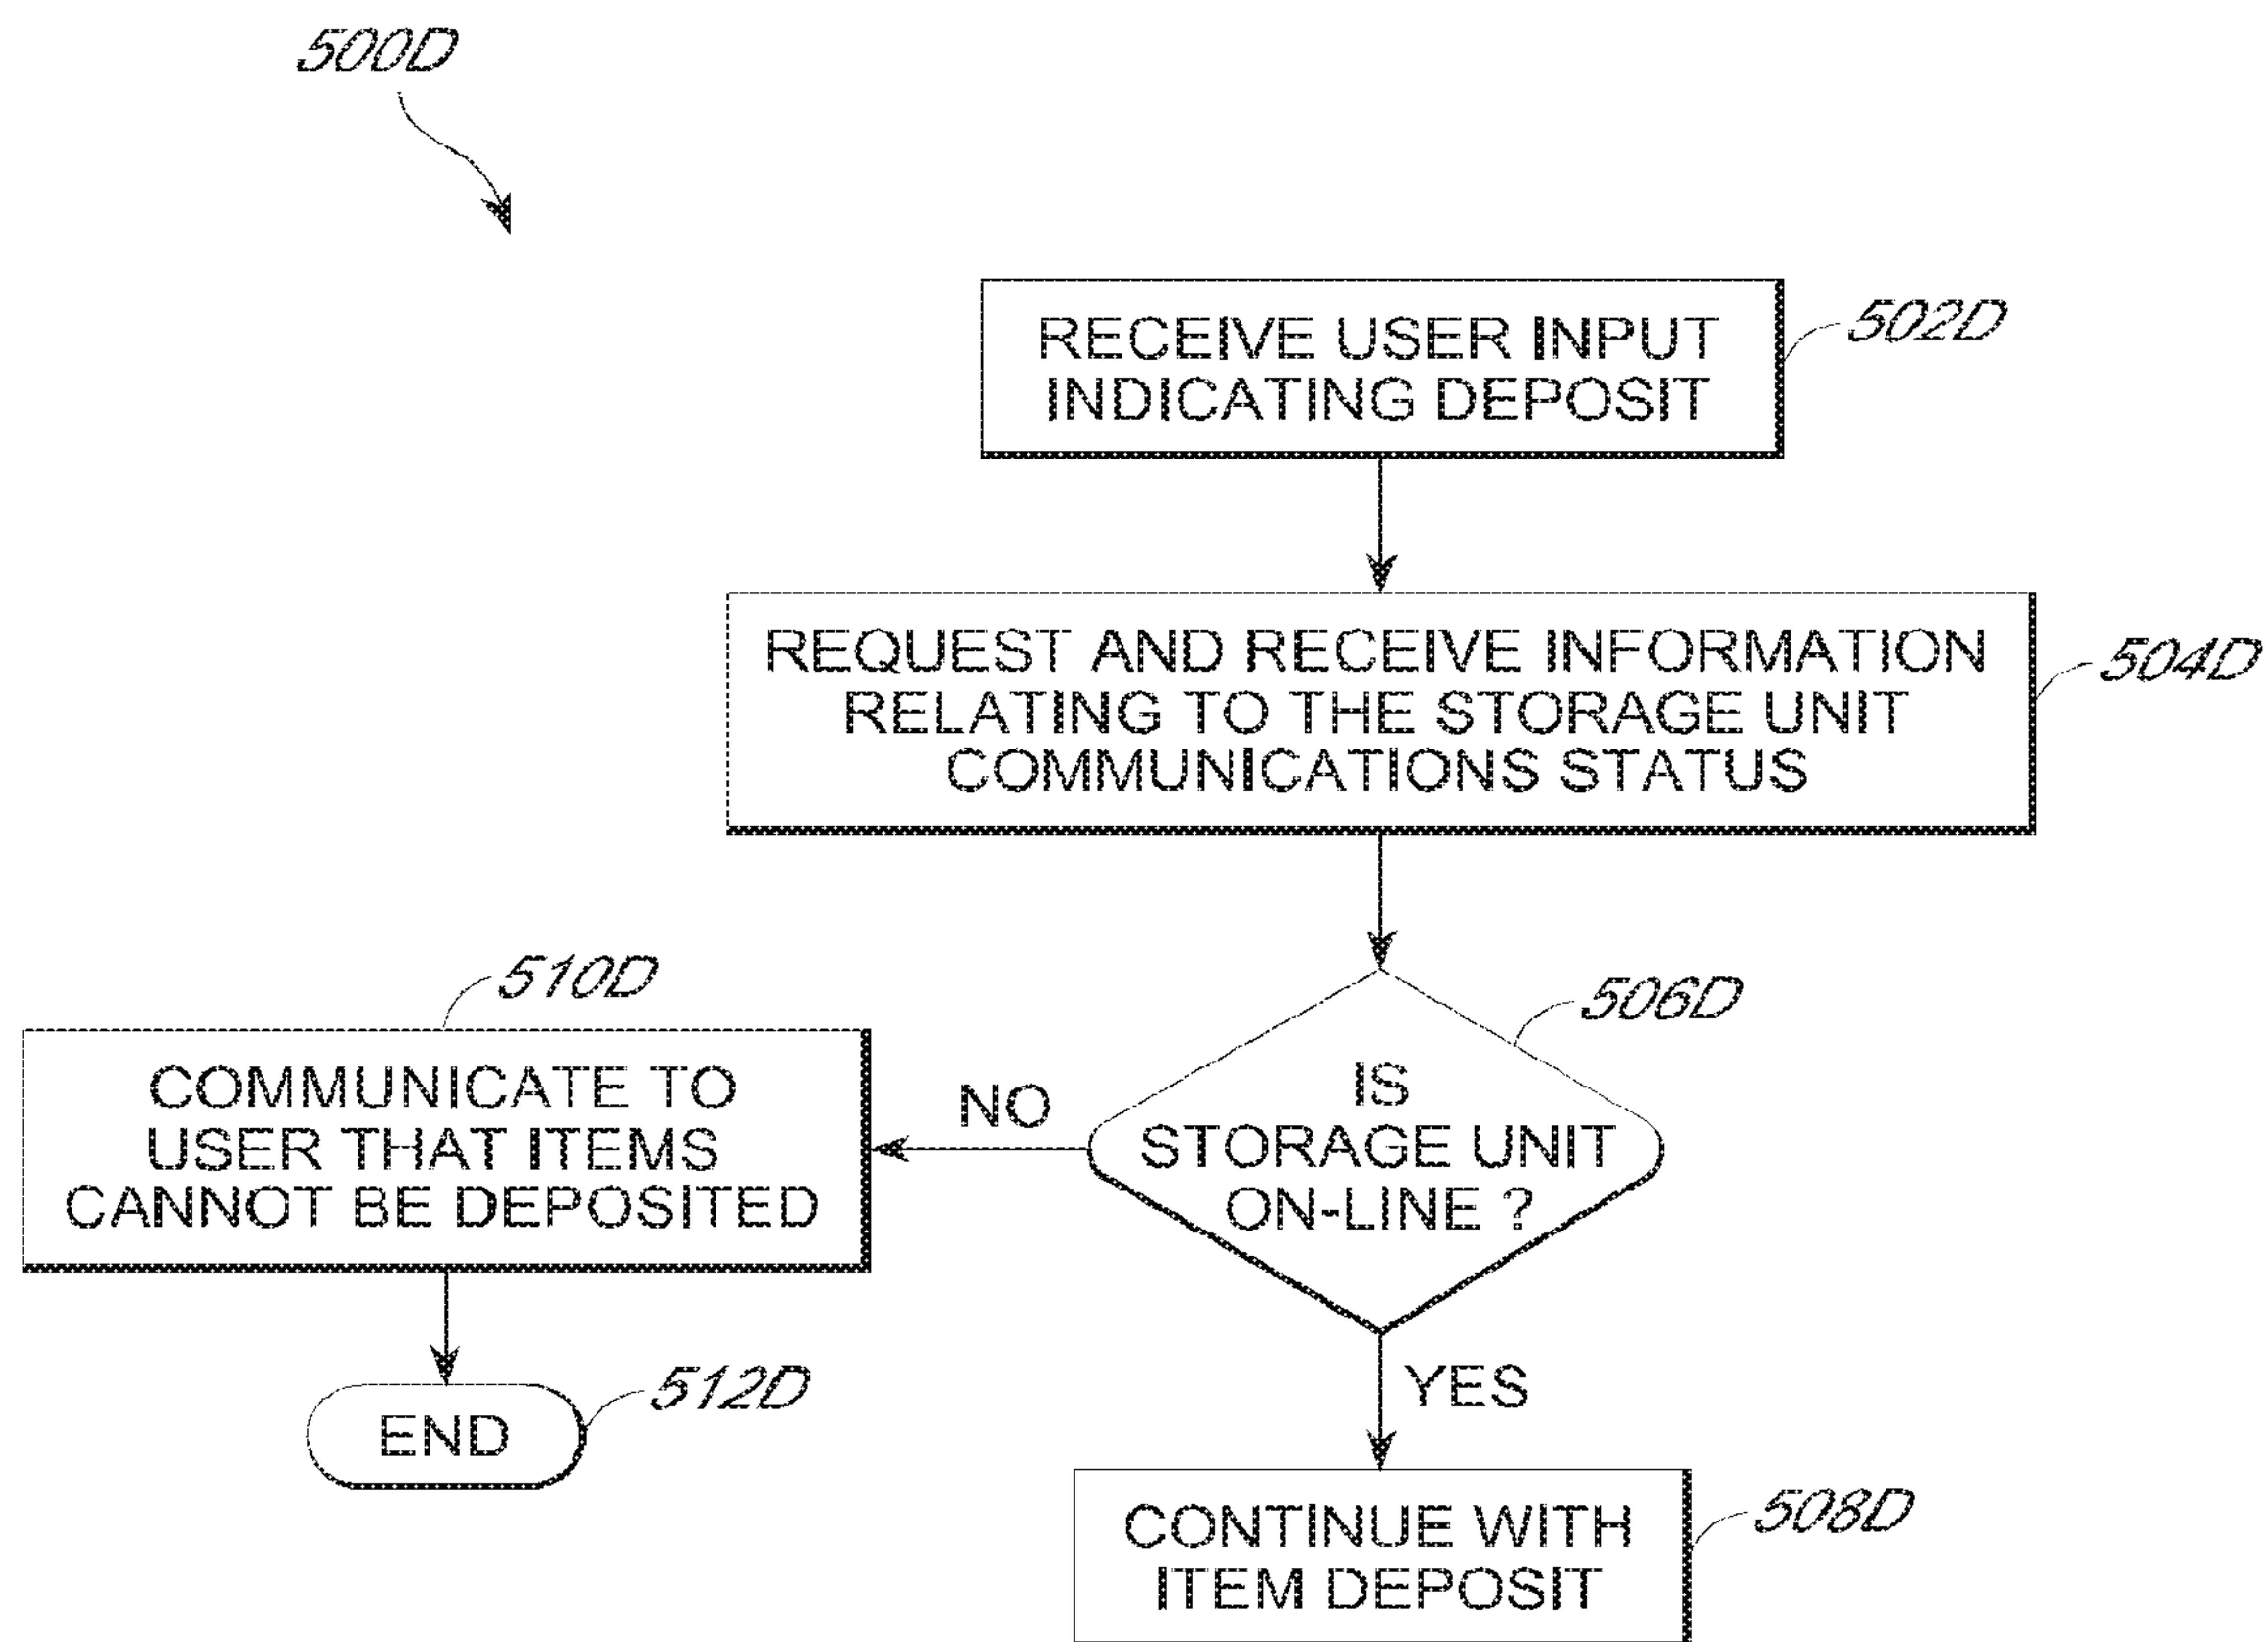 500D
RECEIVE USER INPUT
INDICATING DEPOSIT
502D
REQUEST AND RECEIVE INFORMATION
RELATING TO THE STORAGE UNIT
COMMUNICATIONS STATUS
504D
IS
STORAGE UNIT
ON-LINE ?
506D
NO
510D
COMMUNICATE TO
USER THAT ITEMS
CANNOT BE DEPOSITED
END
512D
YES
CONTINUE WITH
ITEM DEPOSIT
508D